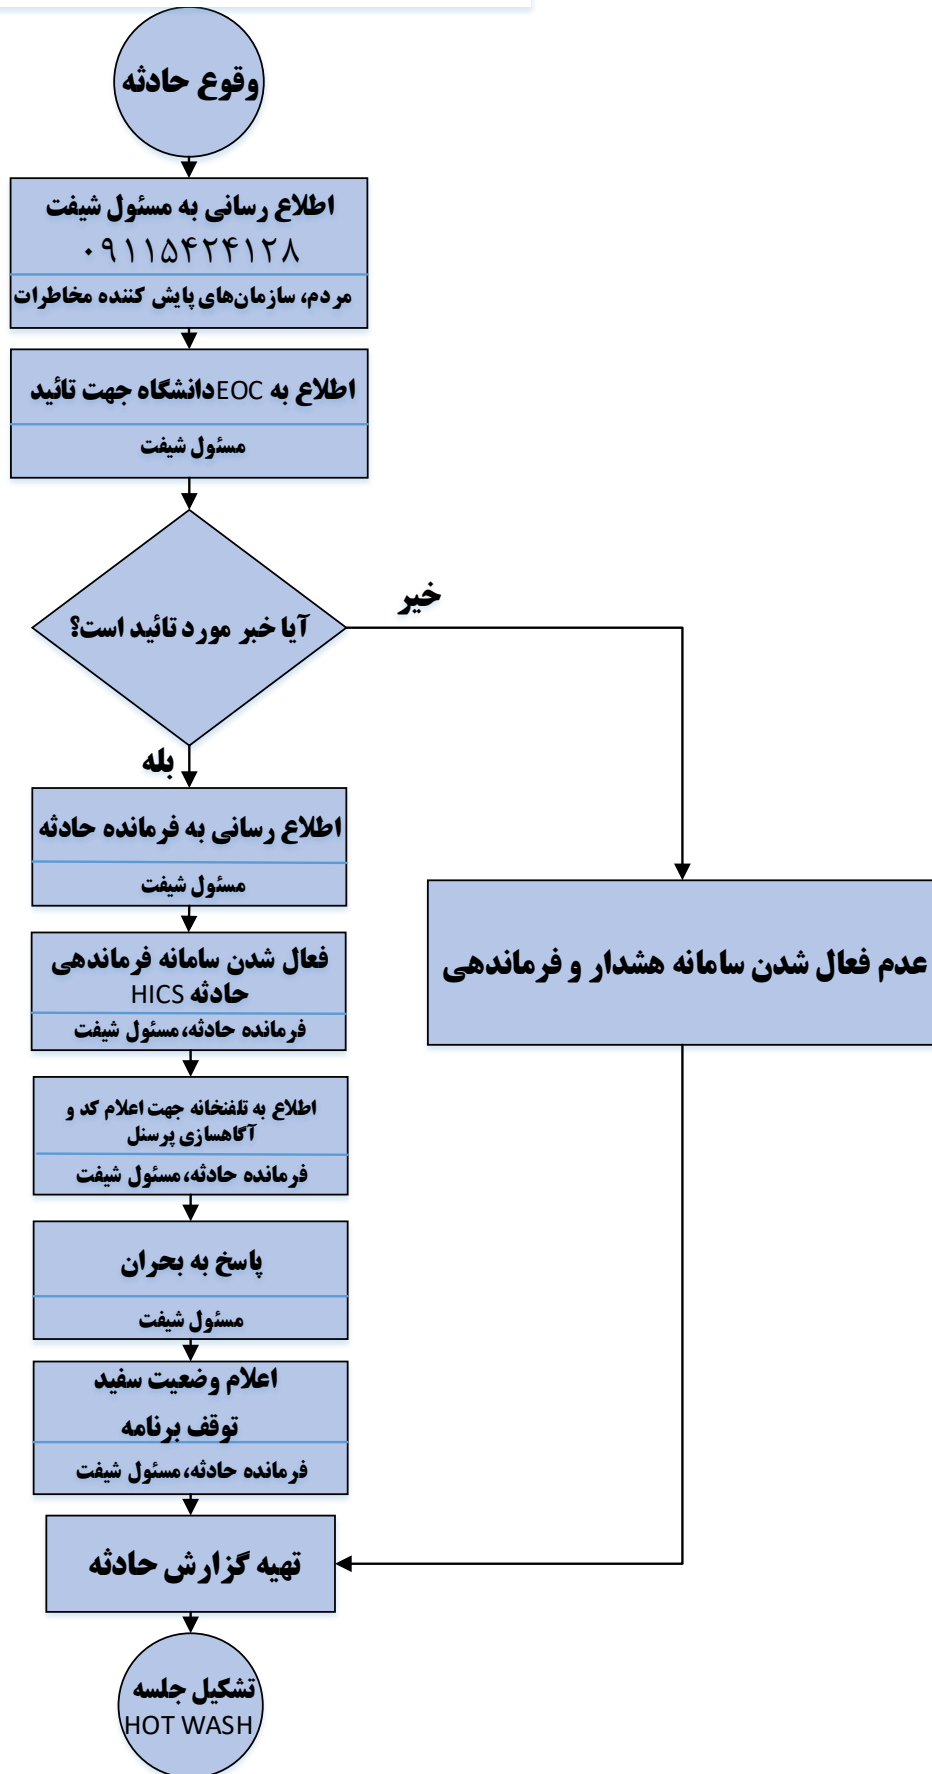 وقوع حادثه
اطلاع رسانی به مسئول شیفت
۰۹۱۱۵۴۲۴۱۲۸
مردم، سازمان‌های پایش کننده مخاطرات
اطلاع به EOC دانشگاه جهت تائید
مسئول شیفت
آیا خبر مورد تائید است؟
خیر
بله
اطلاع رسانی به فرمانده حادثه
مسئول شیفت
فعال شدن سامانه فرماندهی
حادثه HICS
فرمانده حادثه، مسئول شیفت
عدم فعال شدن سامانه هشدار و فرماندهی
اطلاع به تلفنخانه جهت اعلام کد و
آگاهسازی پرسنل
فرمانده حادثه، مسئول شیفت
پاسخ به بحران
مسئول شیفت
اعلام وضعیت سفید
توقف برنامه
فرمانده حادثه، مسئول شیفت
تهیه گزارش حادثه
تشکیل جلسه
HOT WASH